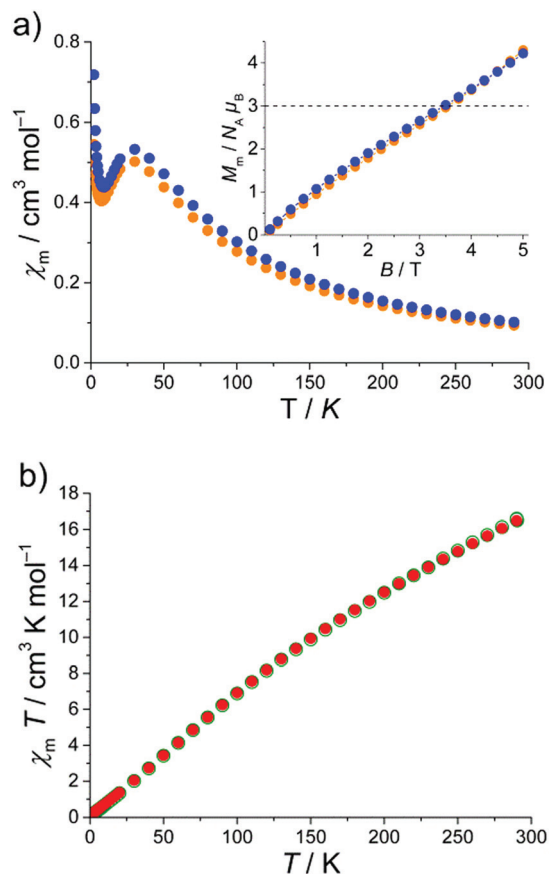 a)
0.8
0.6
0.4
0.2
0.0
χm / cm³ mol⁻¹
0 50 100 150 200 250 300
T / K
4
3
2
1
0
Mm / NA μB
1 2 3 4 5
B / T
b)
18
16
14
12
10
8
6
4
2
0
χm T / cm³ K mol⁻¹
0 50 100 150 200 250 300
T / K